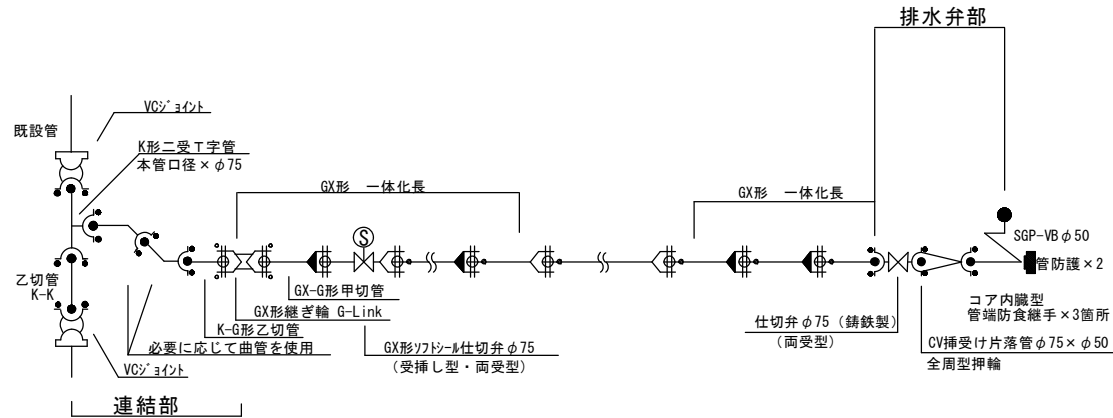 排水弁部
VCジョイント
既設管
K形二受T字管
本管口径×φ75
GX形 一体化長
GX形 一体化長
S
SGP-VBφ50
管防護×2
乙切管
K-K
GX-G形甲切管
GX形継ぎ輪 G-Link
K-G形乙切管
必要に応じて曲管を使用
GX形ソフトシール仕切弁φ75
(受挿し型・両受型)
仕切弁φ75(鋳鉄製)
(両受型)
コア内臓型
管端防食継手×3箇所
CV挿受け片落管φ75×φ50
全周型押輪
VCジョイント
連結部